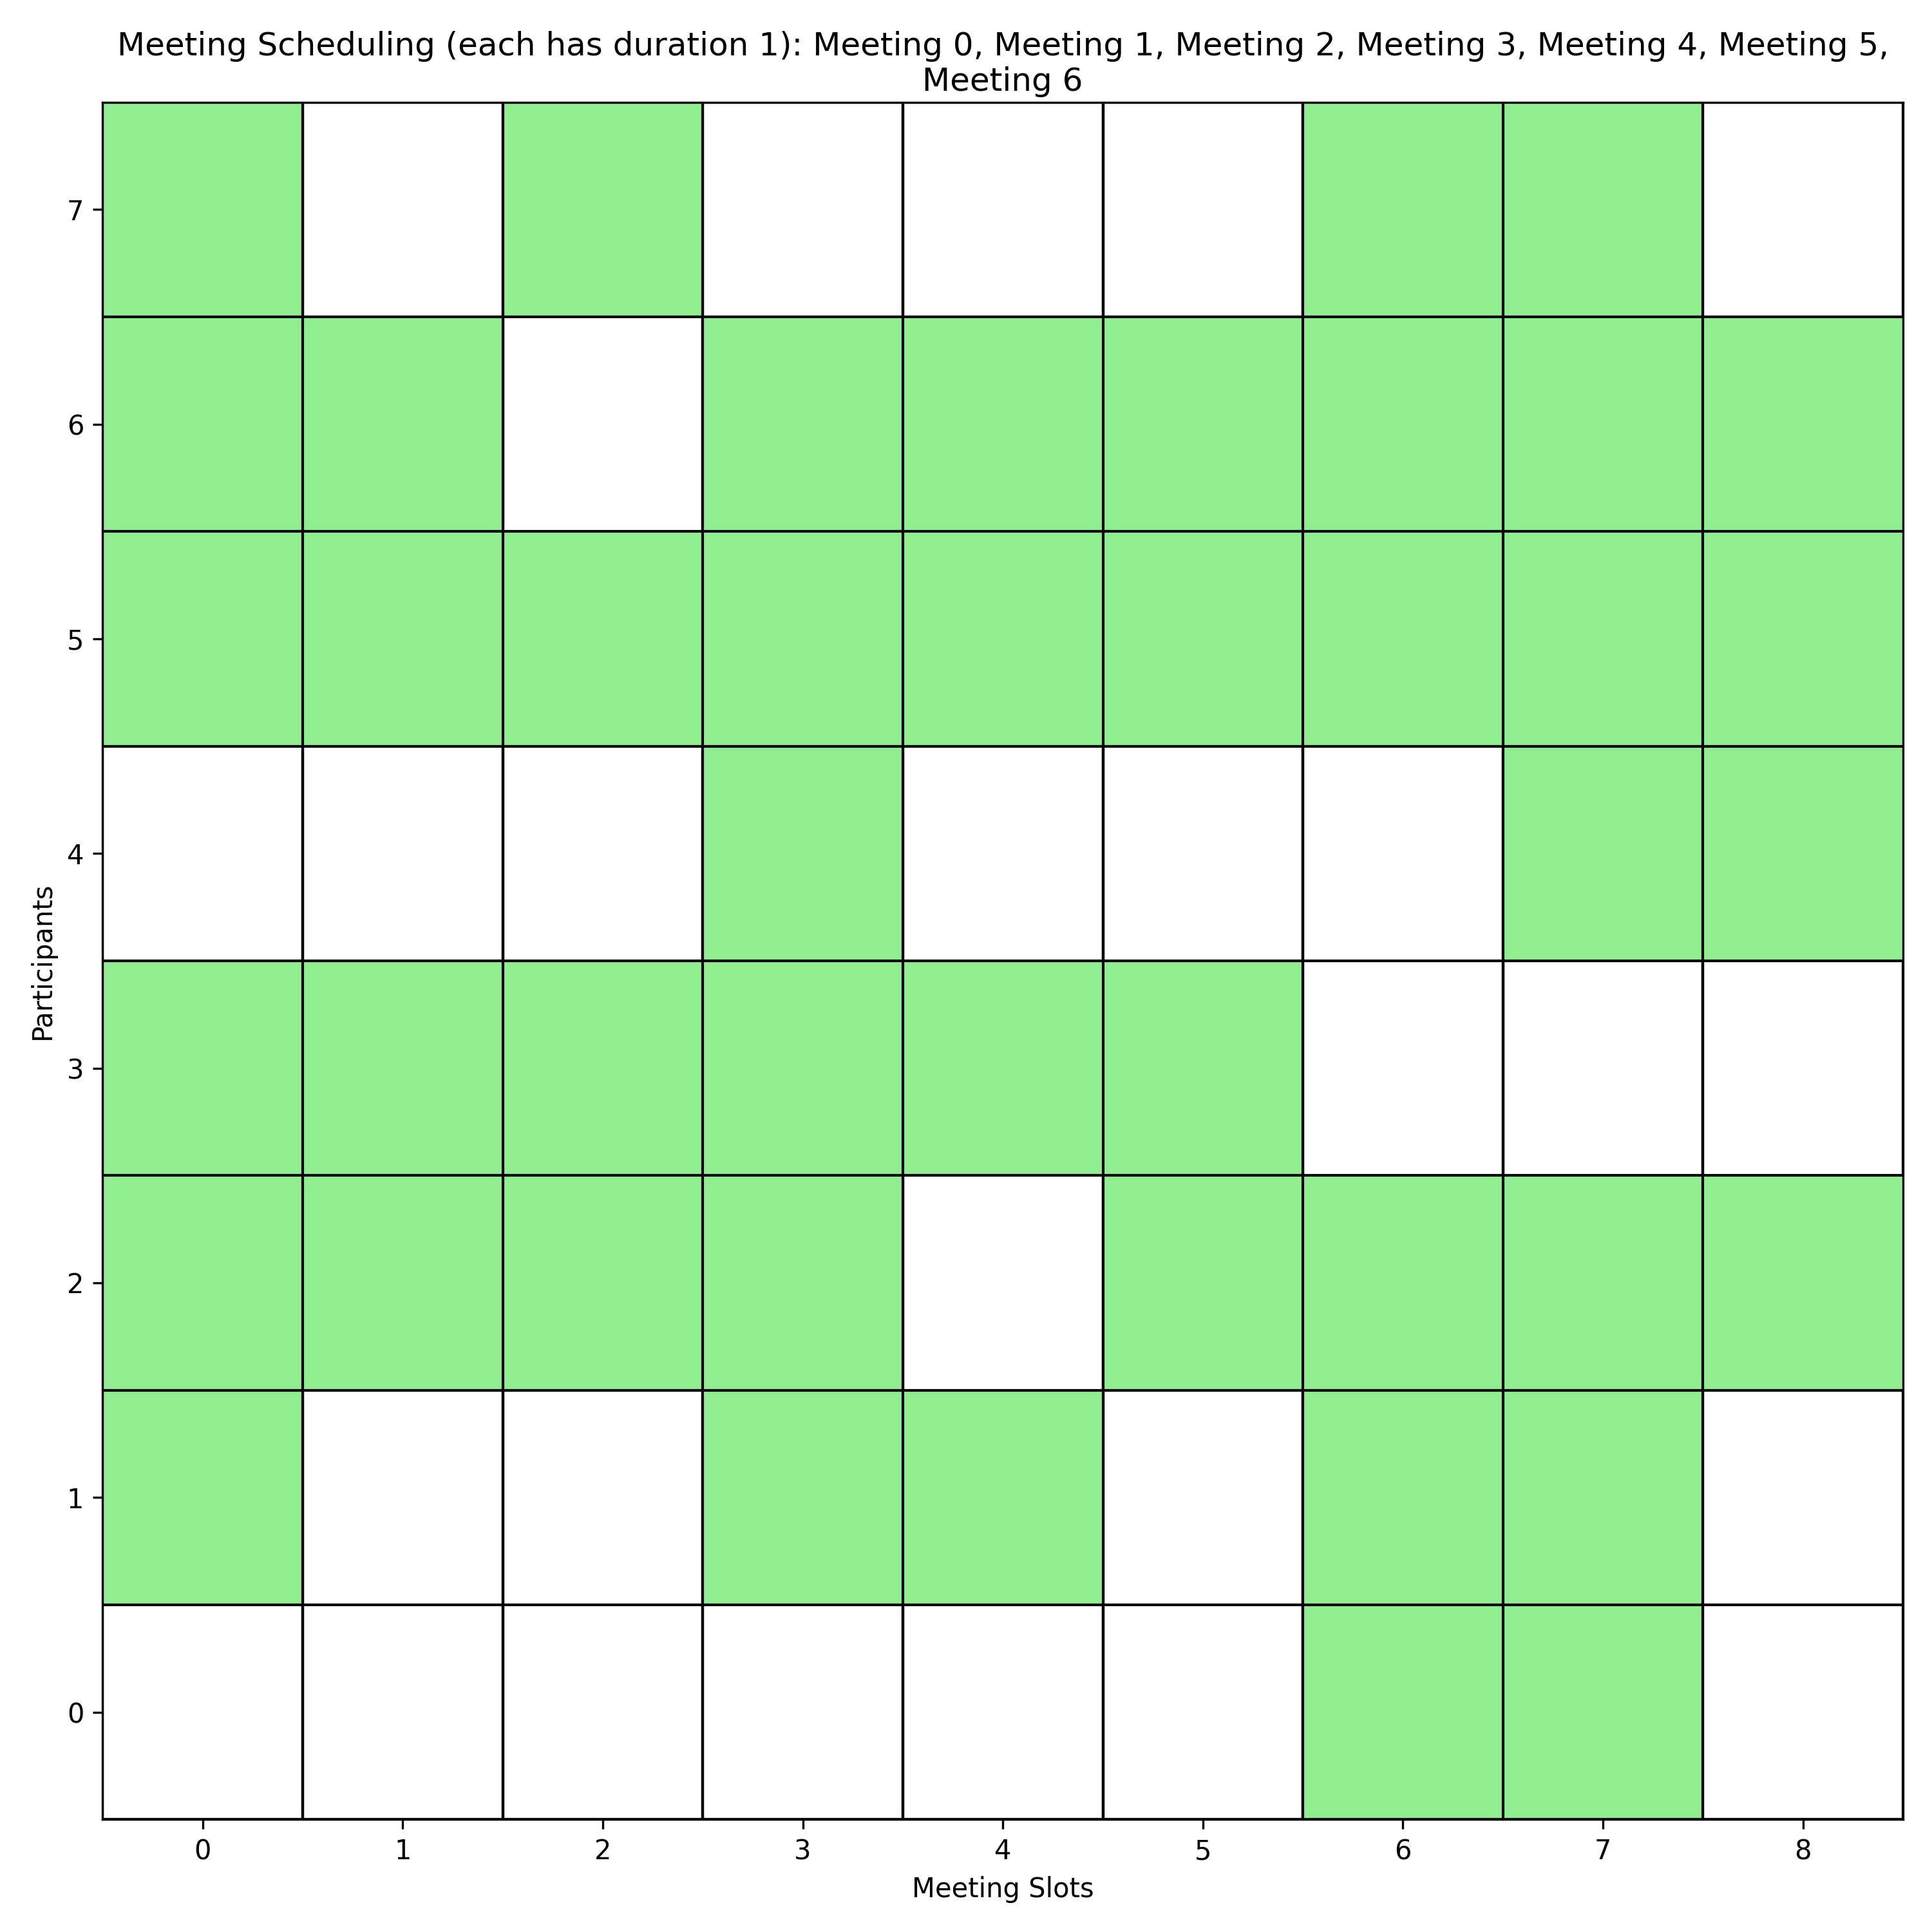 Meeting Scheduling (each has duration 1): Meeting 0, Meeting 1, Meeting 2, Meeting 3, Meeting 4, Meeting 5,
Meeting 6
7
6
5
4
3
2
1
0
Participants
0 1 2 3 4 5 6 7 8
Meeting Slots